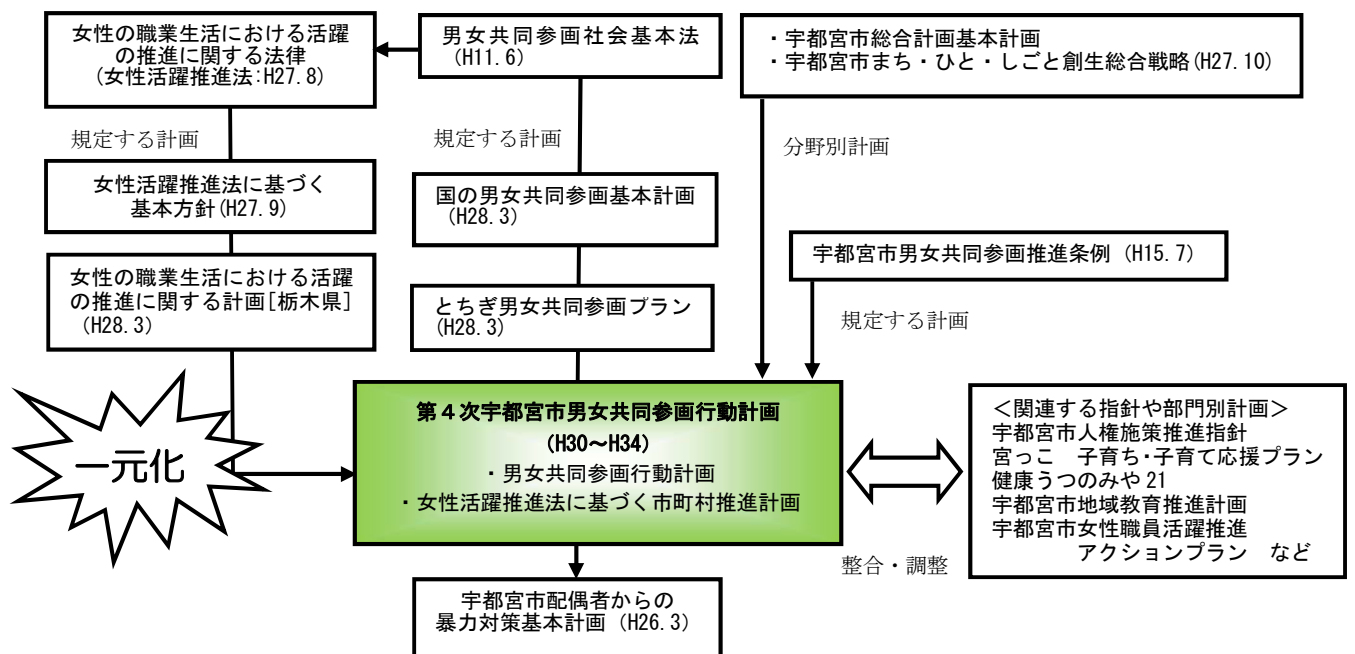 女性の職業生活における活躍
の推進に関する法律
(女性活躍推進法:H27.8)
男女共同参画社会基本法
(H11.6)
・宇都宮市総合計画基本計画
・宇都宮市まち・ひと・しごと創生総合戦略(H27.10)
規定する計画
規定する計画
分野別計画
女性活躍推進法に基づく
基本方針(H27.9)
国の男女共同参画基本計画
(H28.3)
宇都宮市男女共同参画推進条例 (H15.7)
女性の職業生活における活躍
の推進に関する計画[栃木県]
(H28.3)
とちぎ男女共同参画プラン
(H28.3)
規定する計画
一元化
第4次宇都宮市男女共同参画行動計画
(H30~H34)
・男女共同参画行動計画
・女性活躍推進法に基づく市町村推進計画
<関連する指針や部門別計画>
宇都宮市人権施策推進指針
宮っこ 子育ち・子育て応援プラン
健康うつのみや21
宇都宮市地域教育推進計画
宇都宮市女性職員活躍推進
アクションプラン など
整合・調整
宇都宮市配偶者からの
暴力対策基本計画(H26.3)